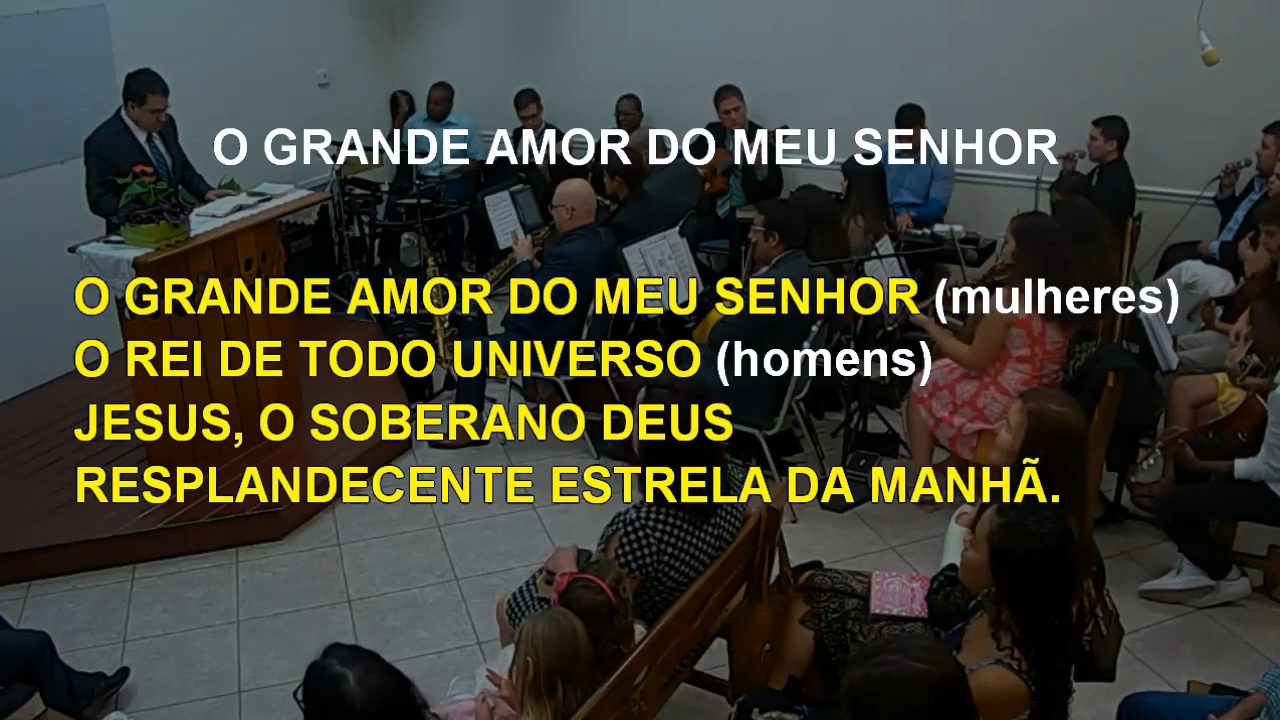 O GRANDE AMOR DO MEU SENHOR
O GRANDE AMOR DO MEU SENHOR (mulheres)
O REI DE TODO UNIVERSO (homens)
JESUS, O SOBERANO DEUS
RESPLANDECENTE ESTRELA DA MANHÃ.